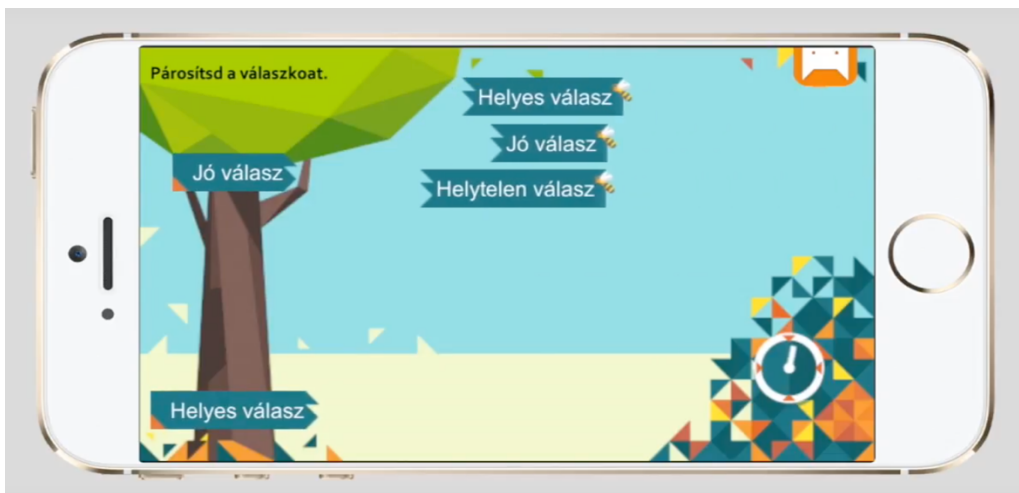 Párosítsd a válaszkoat.
Helyes válasz
Jó válasz
Jó válasz
Helytelen válasz
Helyes válasz